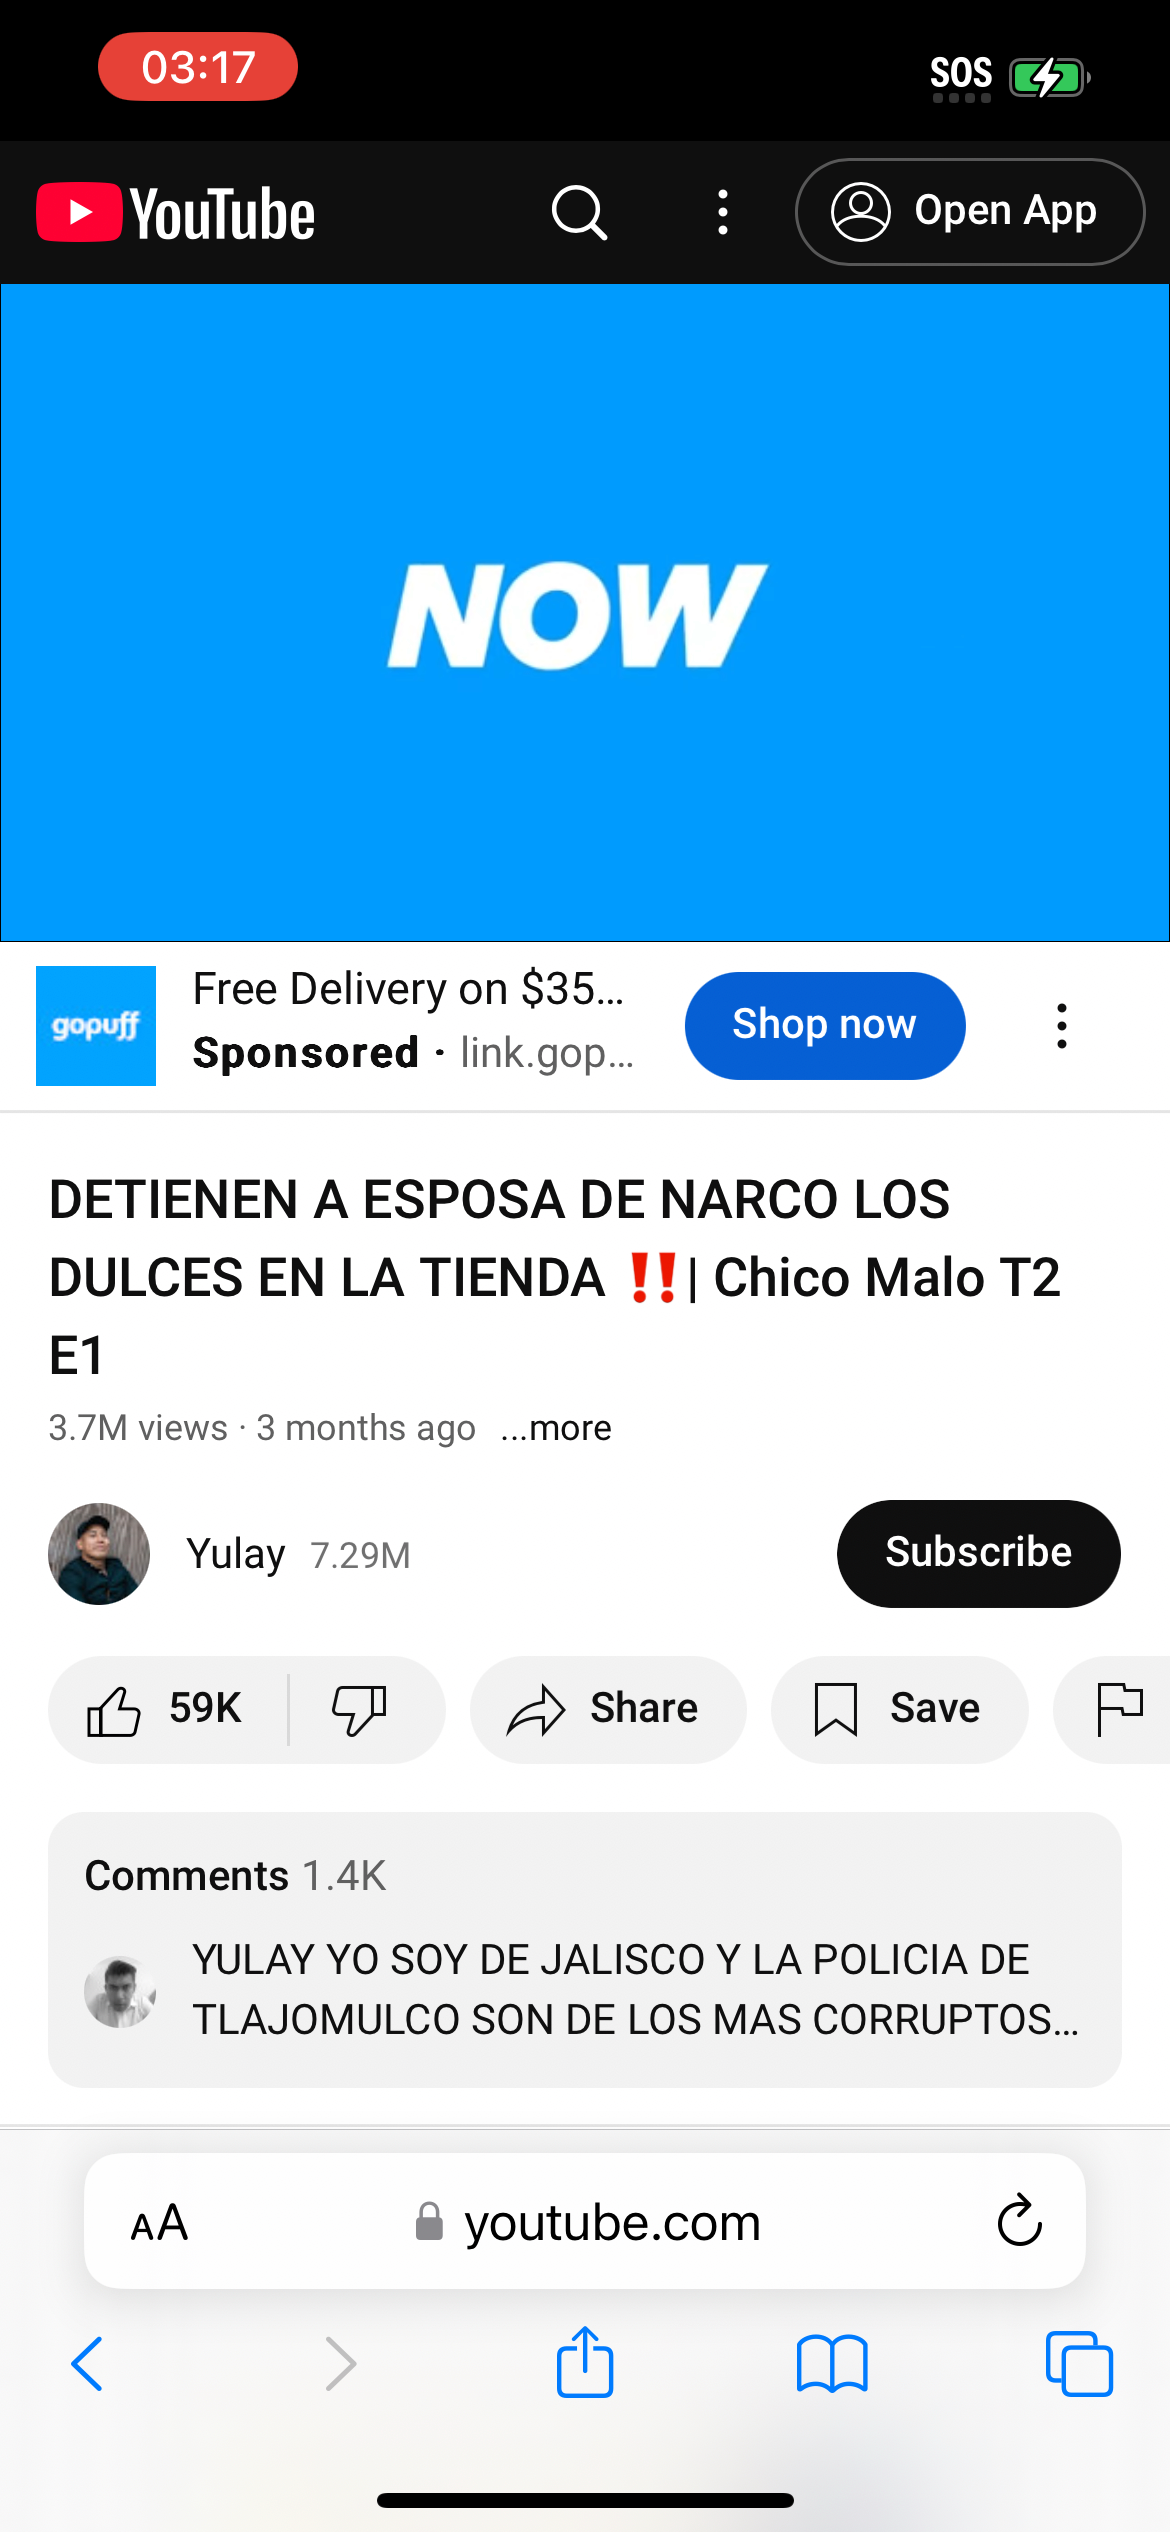 03:17
SOS
YouTube
Open App
NOW
gopuff
Free Delivery on $35...
Sponsored · link.gop...
Shop now
DETIENEN A ESPOSA DE NARCO LOS
DULCES EN LA TIENDA ‼️| Chico Malo T2
E1
3.7M views · 3 months ago ...more
Yulay 7.29M
Subscribe
59K
Share
Save
Comments 1.4K
YULAY YO SOY DE JALISCO Y LA POLICIA DE
TLAJOMULCO SON DE LOS MAS CORRUPTOS...
AA
youtube.com